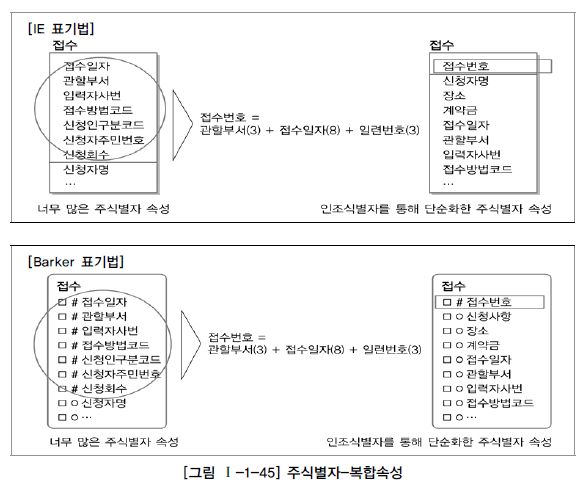 [IE 표기법]
접수
접수일자
관할부서
입력자사번
접수방법코드
신청인구분코드
신청자주민번호
신청회수
신청자명
…
너무 많은 주식별자 속성
접수번호 =
관할부서(3) + 접수일자(8) + 일련번호(3)
접수
접수번호
신청자명
장소
계약금
접수일자
관할부서
입력자사번
접수방법코드
…
인조식별자를 통해 단순화한 주식별자 속성
[Barker 표기법]
접수
□ # 접수일자
□ # 관할부서
□ # 입력자사번
□ # 접수방법코드
□ # 신청인구분코드
□ # 신청자주민번호
□ # 신청회수
□ ○ 신청자명
□ ○ …
너무 많은 주식별자 속성
접수번호 =
관할부서(3) + 접수일자(8) + 일련번호(3)
접수
□ # 접수번호
□ ○ 신청사항
□ ○ 장소
□ ○ 계약금
□ ○ 접수일자
□ ○ 관할부서
□ ○ 입력자사번
□ ○ 접수방법코드
□ ○ …
인조식별자를 통해 단순화한 주식별자 속성
[그림 Ⅰ-1-45] 주식별자-복합속성